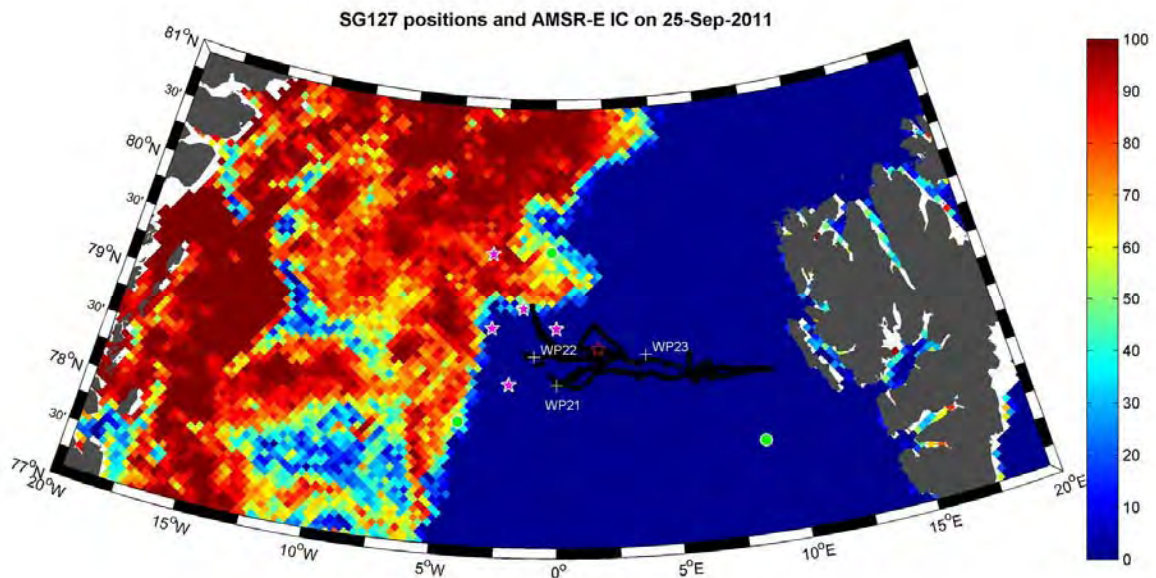 SG127 positions and AMSR-E IC on 25-Sep-2011
81°N
30'
80°N
30'
79°N
30'
78°N
30'
77°N
20°W
15°W
10°W
5°W
0°
5°E
10°E
15°E
20°E
WP22
WP23
WP21
100
90
80
70
60
50
40
30
20
10
0